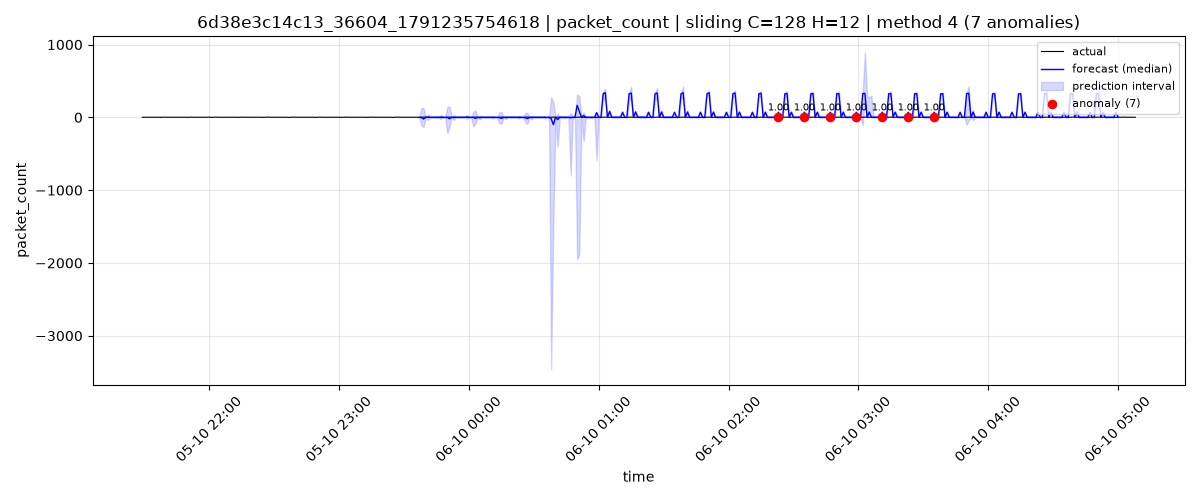 6d38e3c14c13_36604_1791235754618 | packet_count | sliding C=128 H=12 | method 4 (7 anomalies)
1000
0
−1000
−2000
−3000
packet_count
actual
forecast (median)
prediction interval
anomaly (7)
1.00 1.00 1.00 1.00 1.00 1.00 1.00
05-10 22:00
05-10 23:00
06-10 00:00
06-10 01:00
06-10 02:00
06-10 03:00
06-10 04:00
06-10 05:00
time